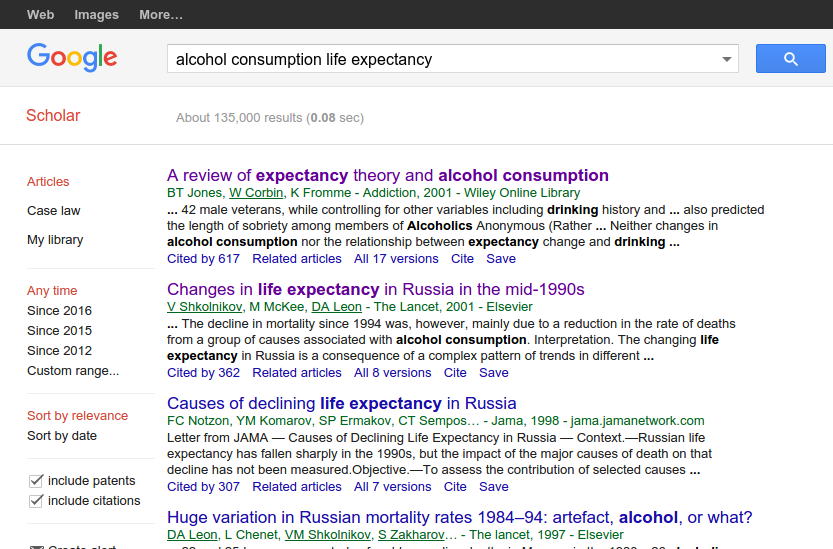 Web Images More…
Google
alcohol consumption life expectancy
Scholar
About 135,000 results (0.08 sec)
Articles
Case law
My library
Any time
Since 2016
Since 2015
Since 2012
Custom range...
Sort by relevance
Sort by date
include patents
include citations
Create alert
A review of expectancy theory and alcohol consumption
BT Jones, W Corbin, K Fromme - Addiction, 2001 - Wiley Online Library
... 42 male veterans, while controlling for other variables including drinking history and ... also predicted
the length of sobriety among members of Alcoholics Anonymous (Rather ... Neither changes in
alcohol consumption nor the relationship between expectancy change and drinking ...
Cited by 617 Related articles All 17 versions Cite Save
Changes in life expectancy in Russia in the mid-1990s
V Shkolnikov, M McKee, DA Leon - The Lancet, 2001 - Elsevier
... The decline in mortality since 1994 was, however, mainly due to a reduction in the rate of deaths
from a group of causes associated with alcohol consumption. Interpretation. The changing life
expectancy in Russia is a consequence of a complex pattern of trends in different ...
Cited by 362 Related articles All 8 versions Cite Save
Causes of declining life expectancy in Russia
FC Notzon, YM Komarov, SP Ermakov, CT Sempos… - Jama, 1998 - jama.jamanetwork.com
Letter from JAMA — Causes of Declining Life Expectancy in Russia — Context.—Russian life
expectancy has fallen sharply in the 1990s, but the impact of the major causes of death on that
decline has not been measured.Objective.—To assess the contribution of selected causes ...
Cited by 307 Related articles All 7 versions Cite Save
Huge variation in Russian mortality rates 1984–94: artefact, alcohol, or what?
DA Leon, L Chenet, VM Shkolnikov, S Zakharov… - The lancet, 1997 - Elsevier